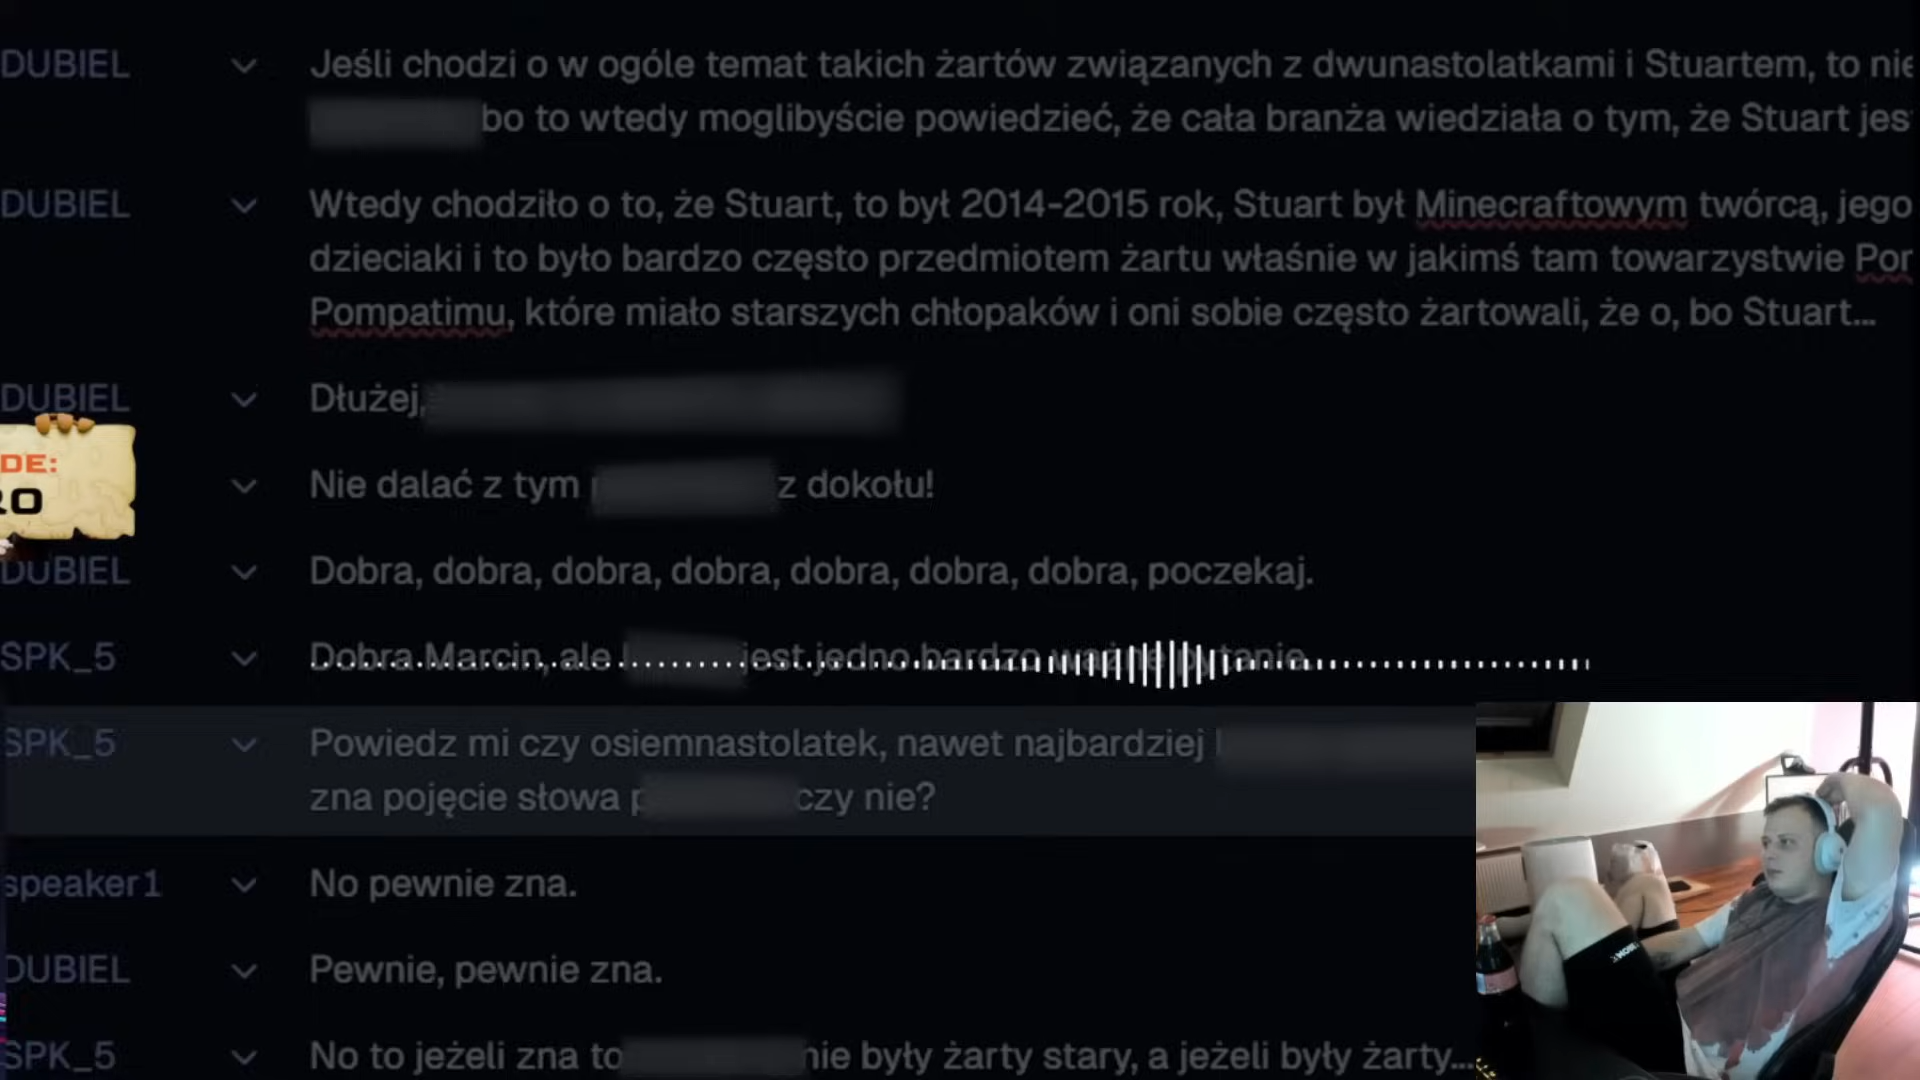 DUBIEL
Jeśli chodzi o w ogóle temat takich żartów związanych z dwunastolatkami i Stuartem, to nie
bo to wtedy moglibyście powiedzieć, że cała branża wiedziała o tym, że Stuart jes
DUBIEL
Wtedy chodziło o to, że Stuart, to był 2014-2015 rok, Stuart był Minecraftowym twórcą, jego
dzieciaki i to było bardzo często przedmiotem żartu właśnie w jakimś tam towarzystwie Por
Pompatimu, które miało starszych chłopaków i oni sobie często żartowali, że o, bo Stuart...
DUBIEL
Dłużej,
DE:
RO
Nie dalać z tym z dokołu!
DUBIEL
Dobra, dobra, dobra, dobra, dobra, dobra, dobra, poczekaj.
SPK_5
Dobra Marcin, ale jest jedno bardzo ważne pytanie.
SPK_5
Powiedz mi czy osiemnastolatek, nawet najbardziej
zna pojęcie słowa p czy nie?
speaker1
No pewnie zna.
DUBIEL
Pewnie, pewnie zna.
SPK_5
No to jeżeli zna to nie były żarty stary, a jeżeli były żarty...